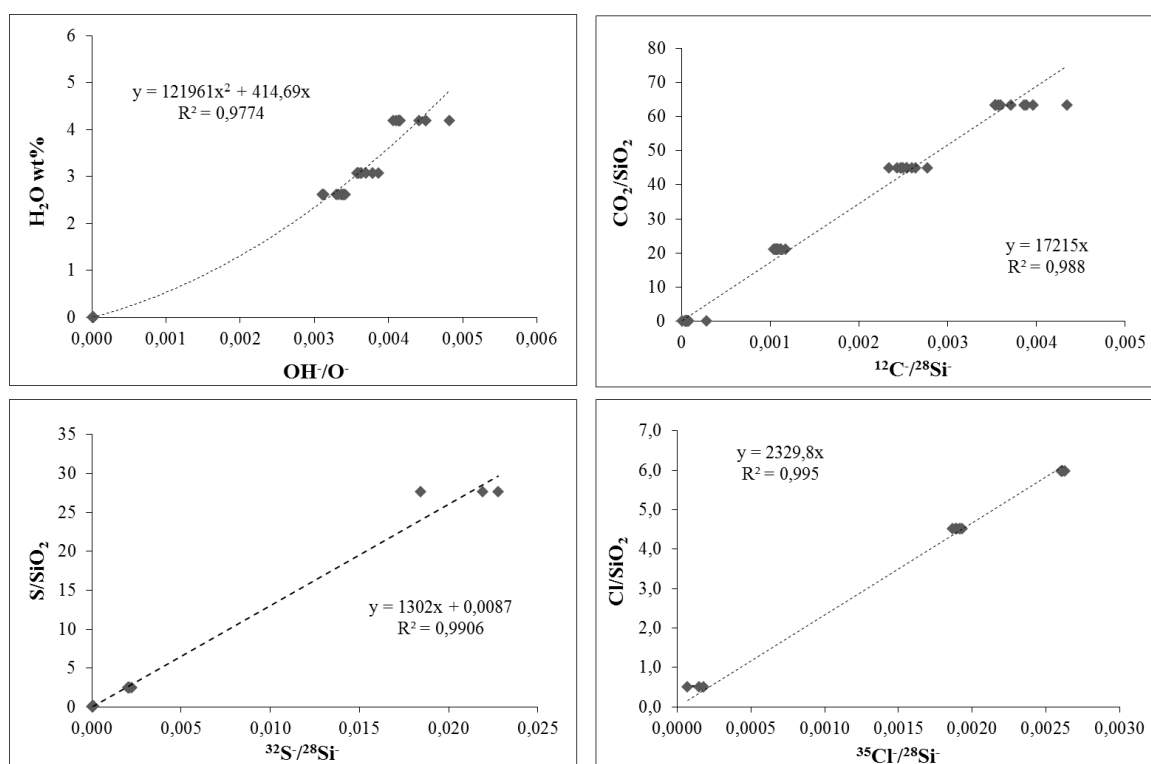 6
5
4
3
2
1
0
H₂O wt%
y = 121961x² + 414,69x
R² = 0,9774
0,000 0,001 0,002 0,003 0,004 0,005 0,006
OH⁻/O⁻
80
70
60
50
40
30
20
10
0
CO₂/SiO₂
y = 17215x
R² = 0,988
0 0,001 0,002 0,003 0,004 0,005
¹²C⁻/²⁸Si⁻
35
30
25
20
15
10
5
0
S/SiO₂
y = 1302x + 0,0087
R² = 0,9906
0,000 0,005 0,010 0,015 0,020 0,025
³²S⁻/²⁸Si⁻
7,0
6,0
5,0
4,0
3,0
2,0
1,0
0,0
Cl/SiO₂
y = 2329,8x
R² = 0,995
0,0000 0,0005 0,0010 0,0015 0,0020 0,0025 0,0030
³⁵Cl⁻/²⁸Si⁻